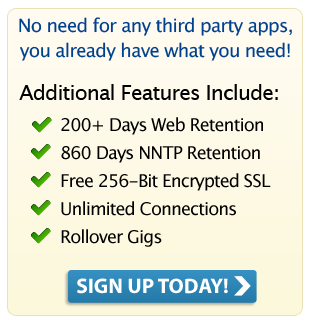 No need for any third party apps,
you already have what you need!
Additional Features Include:
200+ Days Web Retention
860 Days NNTP Retention
Free 256-Bit Encrypted SSL
Unlimited Connections
Rollover Gigs
SIGN UP TODAY!